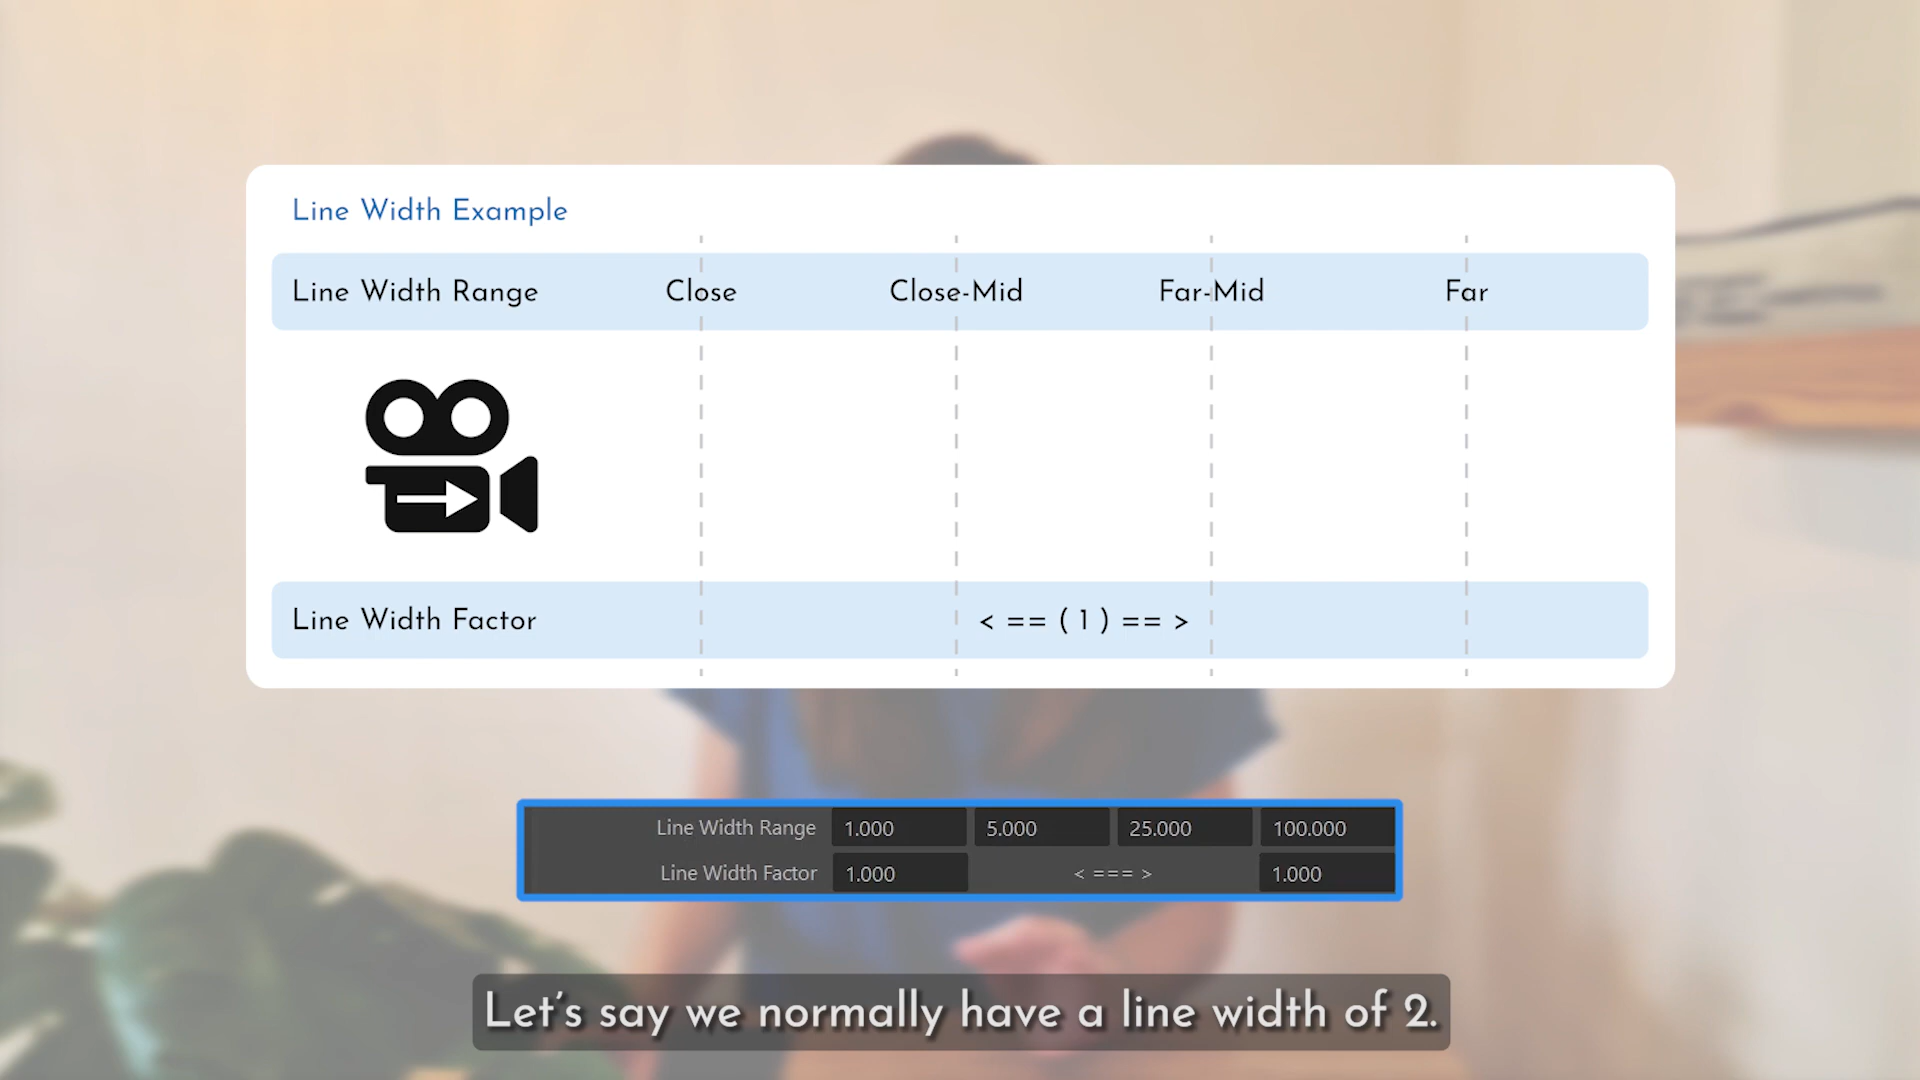 Line Width Example
Line Width Range Close Close-Mid Far-Mid Far
Line Width Factor < == ( 1 ) == >
Line Width Range 1.000 5.000 25.000 100.000
Line Width Factor 1.000 < === > 1.000
Let's say we normally have a line width of 2.